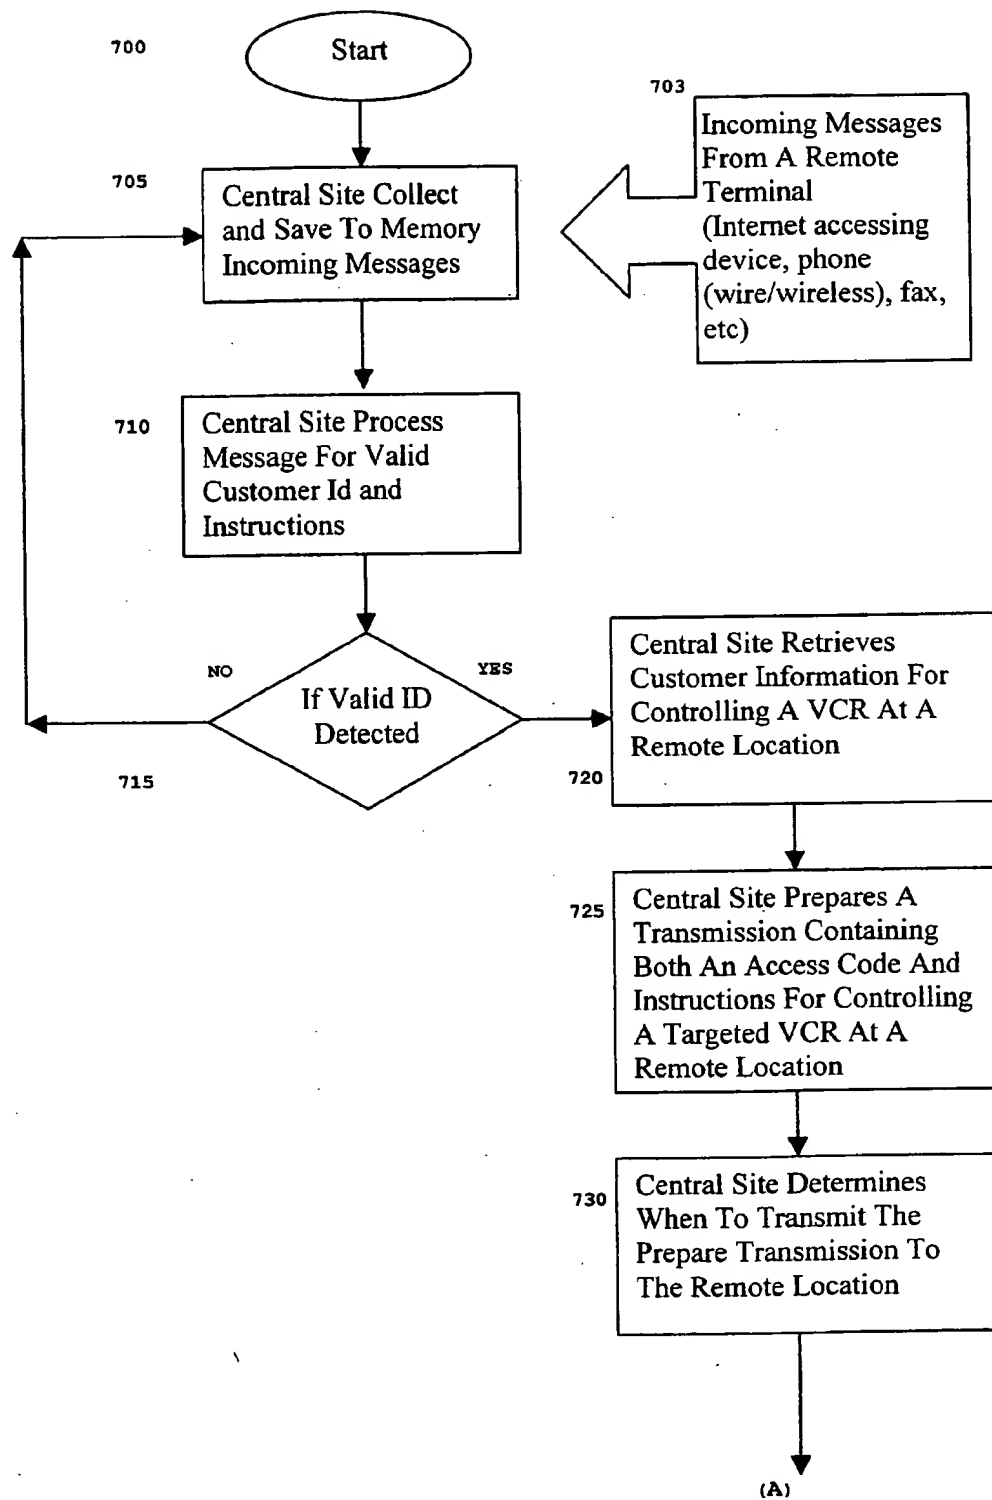 700
Start
703
Incoming Messages
From A Remote
Terminal
(Internet accessing
device, phone
(wire/wireless), fax,
etc)
705
Central Site Collect
and Save To Memory
Incoming Messages
710
Central Site Process
Message For Valid
Customer Id and
Instructions
NO
YES
If Valid ID
Detected
715
Central Site Retrieves
Customer Information For
Controlling A VCR At A
Remote Location
720
725
Central Site Prepares A
Transmission Containing
Both An Access Code And
Instructions For Controlling
A Targeted VCR At A
Remote Location
730
Central Site Determines
When To Transmit The
Prepare Transmission To
The Remote Location
(A)